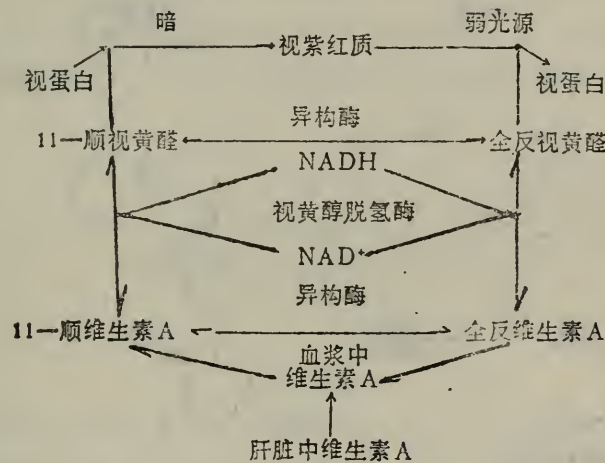 暗 弱光源
视紫红质
视蛋白 视蛋白
异构酶
11—顺视黄醛 全反视黄醛
NADH
视黄醇脱氢酶
NAD⁺
异构酶
11—顺维生素A 全反维生素A
血浆中
维生素A
肝脏中维生素A